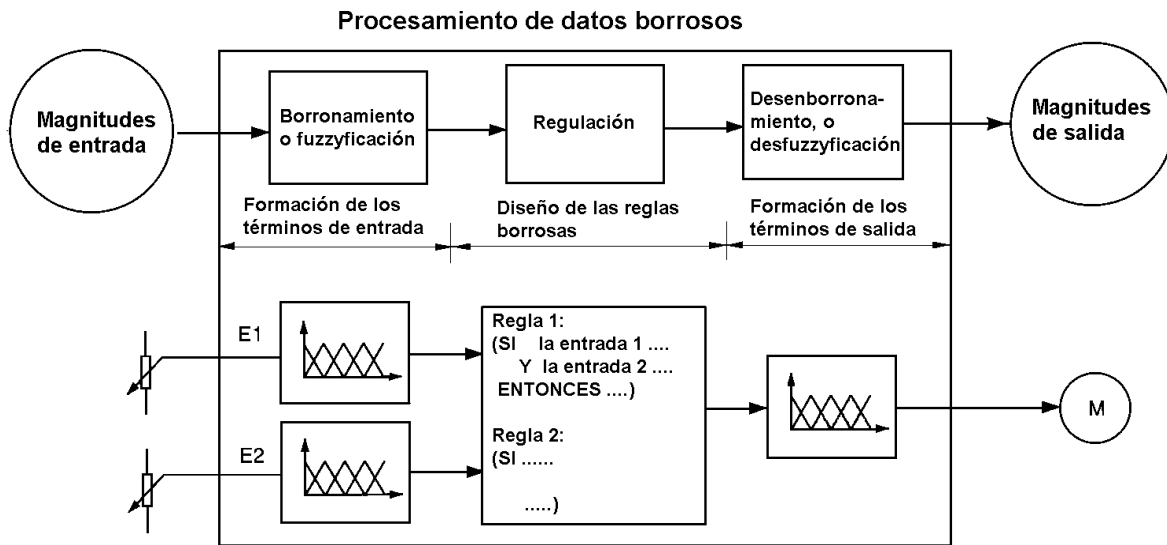 Procesamiento de datos borrosos
Magnitudes
de entrada
Borronamiento
o fuzzyficación
Regulación
Desenborrona-
miento, o
desfuzzyficación
Magnitudes
de salida
Formación de los
términos de entrada
Diseño de las reglas
borrosas
Formación de los
términos de salida
E1
E2
Regla 1:
(SI la entrada 1 ....
Y la entrada 2 ....
ENTONCES ....)
Regla 2:
(SI ......
.....)
M